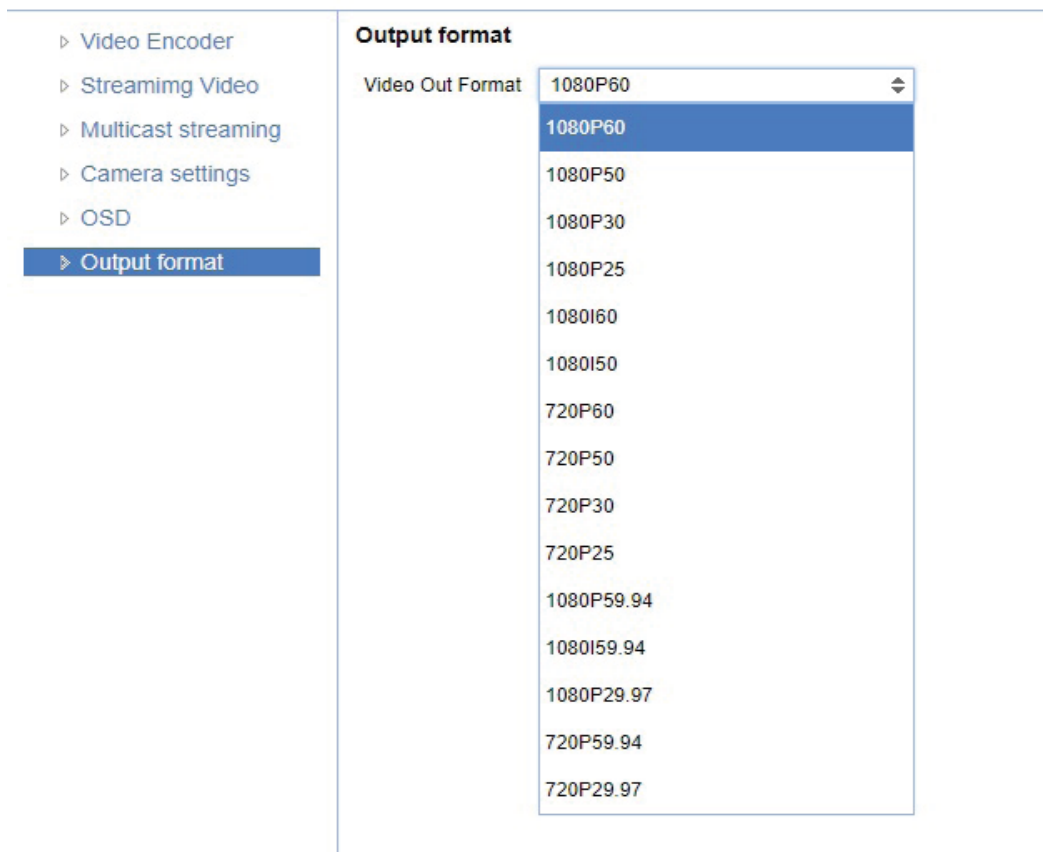 Video Encoder
Streamimg Video
Multicast streaming
Camera settings
OSD
Output format
Output format
Video Out Format 1080P60
1080P60
1080P50
1080P30
1080P25
1080I60
1080I50
720P60
720P50
720P30
720P25
1080P59.94
1080I59.94
1080P29.97
720P59.94
720P29.97